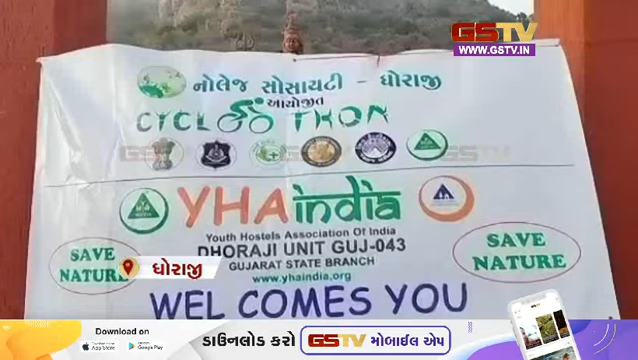 GSTV
WWW.GSTV.IN
નોલેજ સોસાયટી - ધોરાજી
આયોજીત
CYCLOTHON
YHAindia
Youth Hostels Association Of India
DHORAJI UNIT GUJ-043
GUJARAT STATE BRANCH
www.yhaindia.org
SAVE
NATURE
SAVE
NATURE
ધોરાજી
WEL COMES YOU
Download on
App Store
Google Play
ડાઉનલોડ કરો GSTV મોબાઈલ એપ